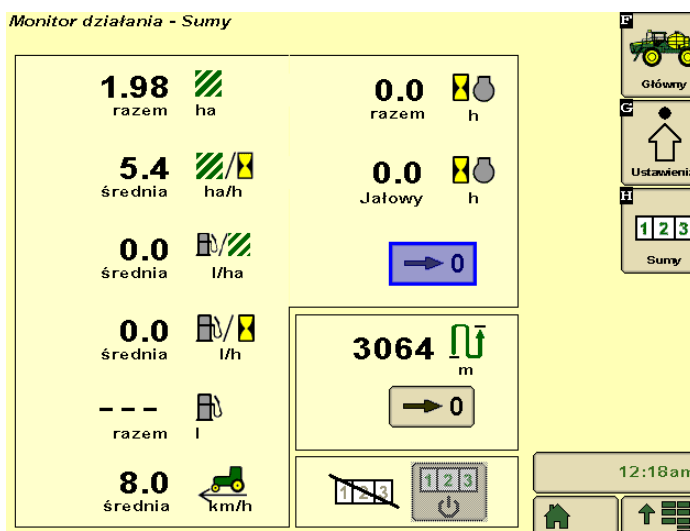 Monitor działania - Sumy
1.98
razem ha
5.4
średnia ha/h
0.0
średnia l/ha
0.0
średnia l/h
- - -
razem l
8.0
średnia km/h
0.0
razem h
0.0
Jałowy h
0
3064
m
0
1 2 3
1 2 3
F
Główny
G
Ustawienia
H
1 2 3
Sumy
12:18am